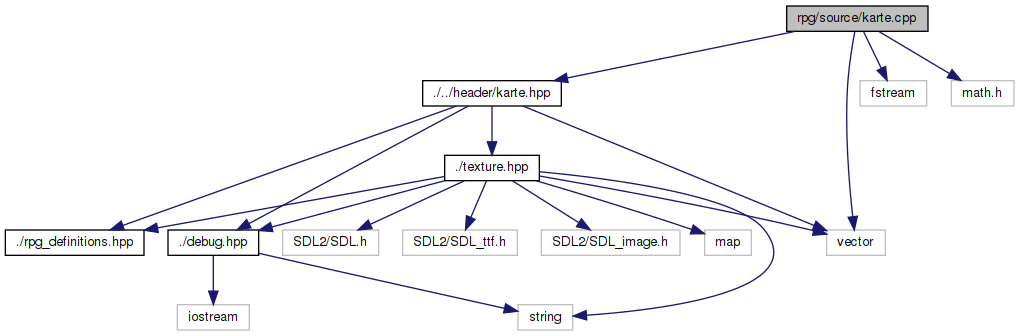 rpg/source/karte.cpp
./../header/karte.hpp
fstream
math.h
./texture.hpp
./rpg_definitions.hpp
./debug.hpp
SDL2/SDL.h
SDL2/SDL_ttf.h
SDL2/SDL_image.h
map
vector
iostream
string